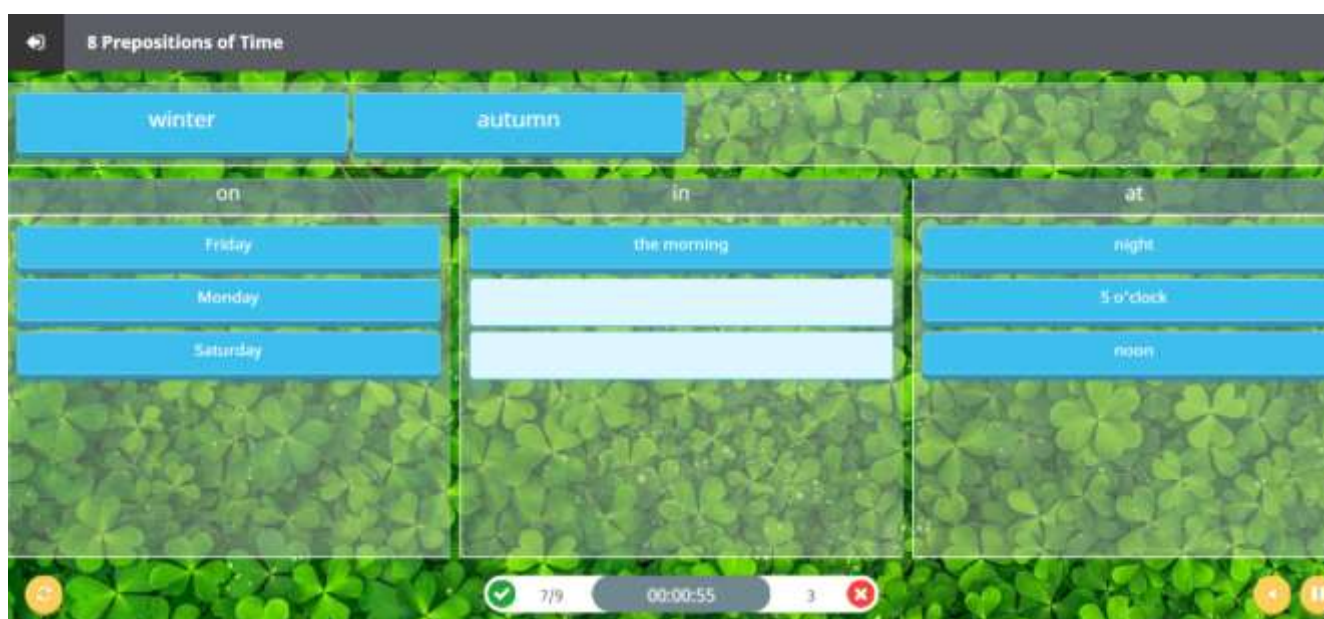 8 Prepositions of Time
winter autumn
on in at
Friday the morning night
Monday 5 o'clock
Saturday noon
7/9 00:00:55 3